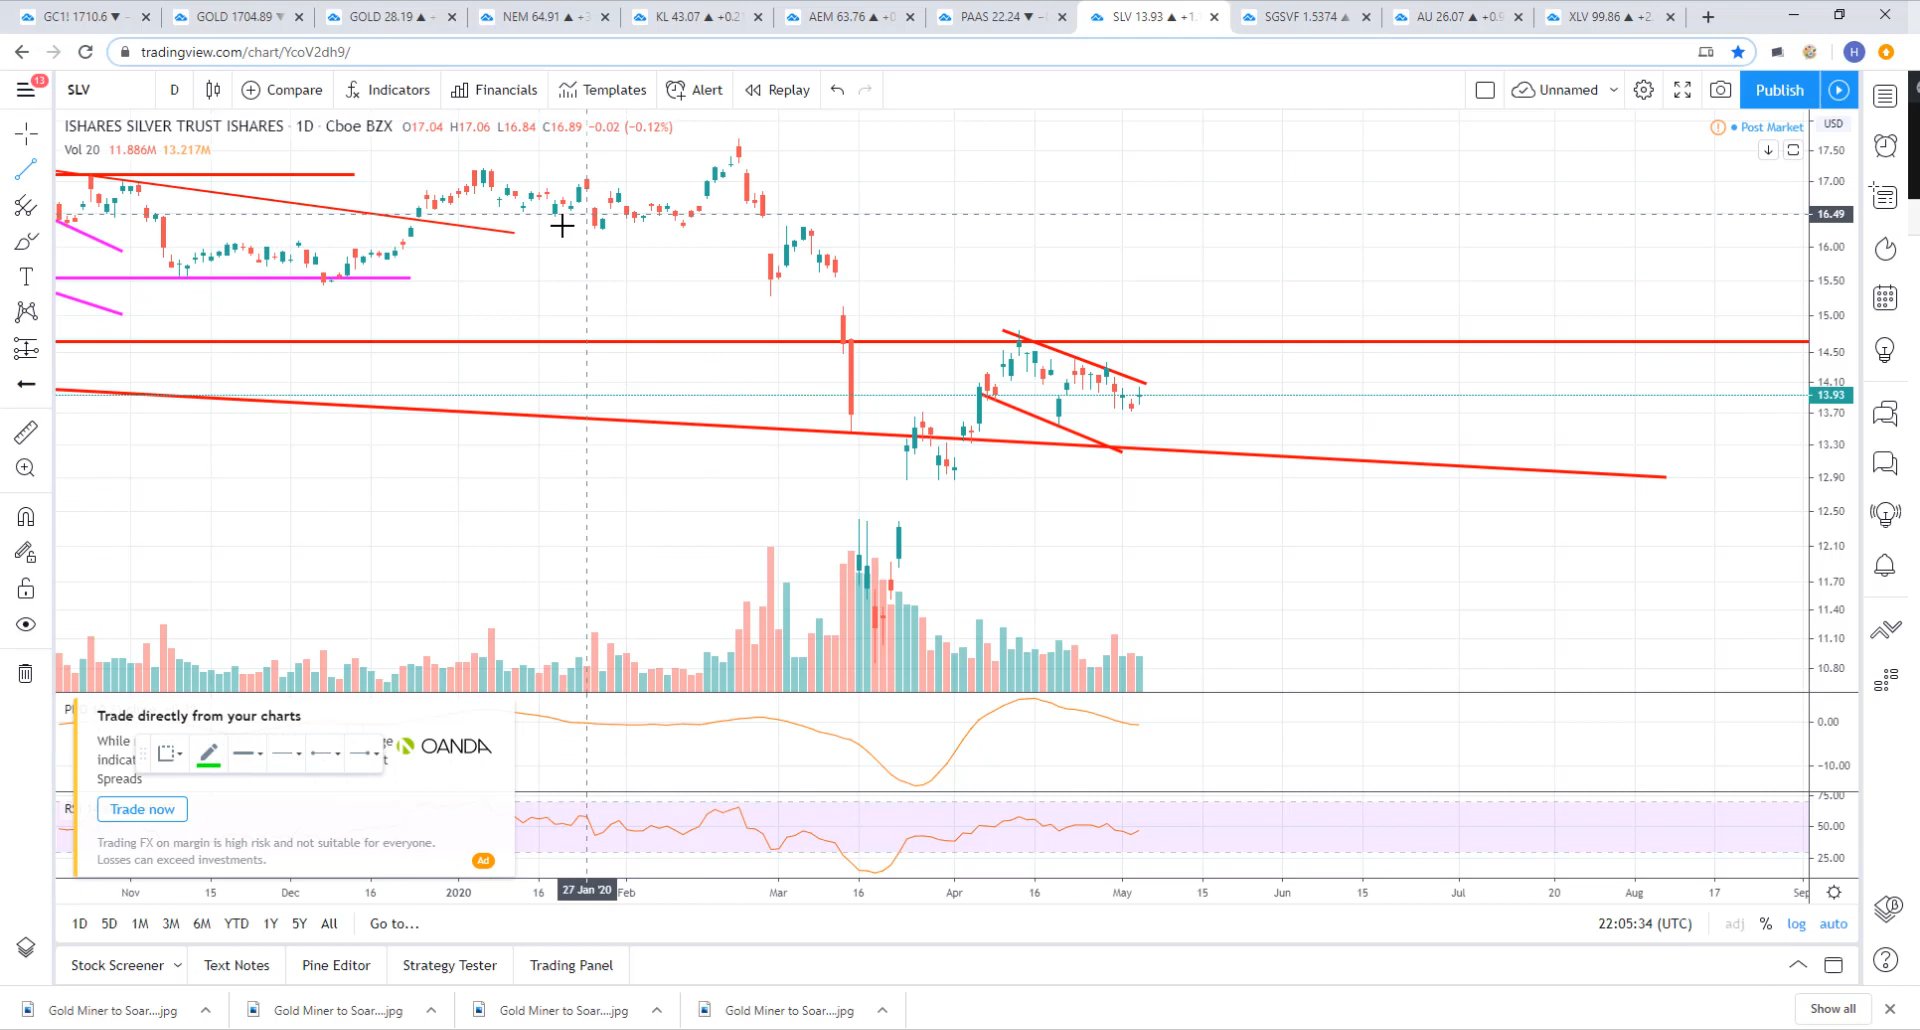 GC1! 1710.6 ▼
GOLD 1704.89 ▼
GOLD 28.19 ▲
NEM 64.91 ▲
KL 43.07 ▲ +0.2
AEM 63.76 ▲ +0
PAAS 22.24 ▼ −
SLV 13.93 ▲ +1.
SGSVF 1.5374 ▲
AU 26.07 ▲ +0.9
XLV 99.86 ▲ +2
tradingview.com/chart/YcoV2dh9/
H
13
SLV D Compare Indicators Financials Templates Alert Replay Unnamed Publish
ISHARES SILVER TRUST ISHARES · 1D · Cboe BZX O17.04 H17.06 L16.84 C16.89 −0.02 (−0.12%)
Post Market
USD
Vol 20 11.886M 13.217M
17.50
17.00
16.49
16.00
15.50
15.00
14.50
14.10
13.93
13.70
13.30
12.90
12.50
12.10
11.70
11.40
11.10
10.80
0.00
−10.00
75.00
50.00
25.00
Trade directly from your charts
While
ge
indicat
t
Spreads
OANDA
Trade now
Trading FX on margin is high risk and not suitable for everyone.
Losses can exceed investments.
Ad
Nov 15 Dec 16 2020 16 27 Jan '20 Feb Mar 16 Apr 16 May 15 Jun 15 Jul 20 Aug 17 Sep
1D 5D 1M 3M 6M YTD 1Y 5Y All Go to...
22:05:34 (UTC) adj % log auto
Stock Screener Text Notes Pine Editor Strategy Tester Trading Panel
Gold Miner to Soar....jpg
Gold Miner to Soar....jpg
Gold Miner to Soar....jpg
Gold Miner to Soar....jpg
Show all